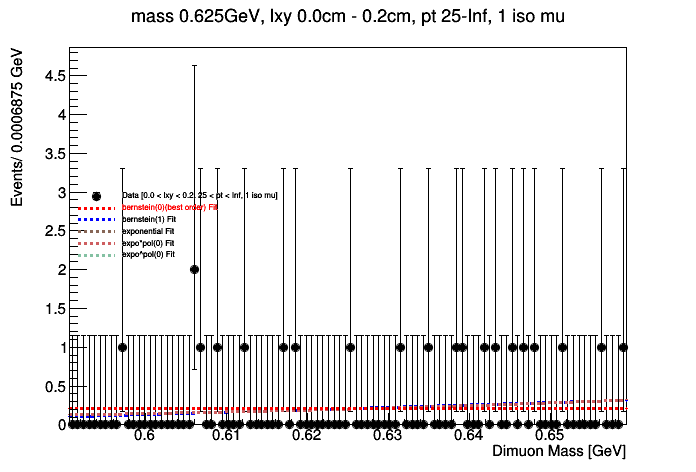 mass 0.625GeV, lxy 0.0cm - 0.2cm, pt 25-Inf, 1 iso mu
Events/ 0.0006875 GeV
4.5
4
3.5
3
2.5
2
1.5
1
0.5
0
Data [0.0 < lxy < 0.2, 25 < pt < Inf, 1 iso mu]
bernstein(0)(best order) Fit
bernstein(1) Fit
exponential Fit
expo*pol(0) Fit
expo^pol(0) Fit
0.6 0.61 0.62 0.63 0.64 0.65
Dimuon Mass [GeV]